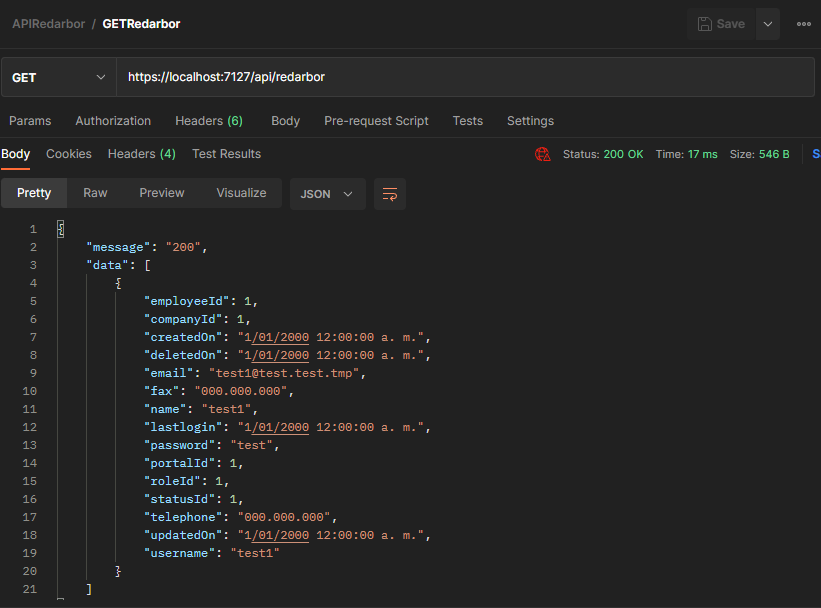 APIRedarbor / GETRedarbor Save
GET https://localhost:7127/api/redarbor
Params Authorization Headers (6) Body Pre-request Script Tests Settings
Body Cookies Headers (4) Test Results Status: 200 OK Time: 17 ms Size: 546 B S
Pretty Raw Preview Visualize JSON
1 {
2 "message": "200",
3 "data": [
4 {
5 "employeeId": 1,
6 "companyId": 1,
7 "createdOn": "1/01/2000 12:00:00 a. m.",
8 "deletedOn": "1/01/2000 12:00:00 a. m.",
9 "email": "test1@test.test.tmp",
10 "fax": "000.000.000",
11 "name": "test1",
12 "lastlogin": "1/01/2000 12:00:00 a. m.",
13 "password": "test",
14 "portalId": 1,
15 "roleId": 1,
16 "statusId": 1,
17 "telephone": "000.000.000",
18 "updatedOn": "1/01/2000 12:00:00 a. m.",
19 "username": "test1"
20 }
21 ]